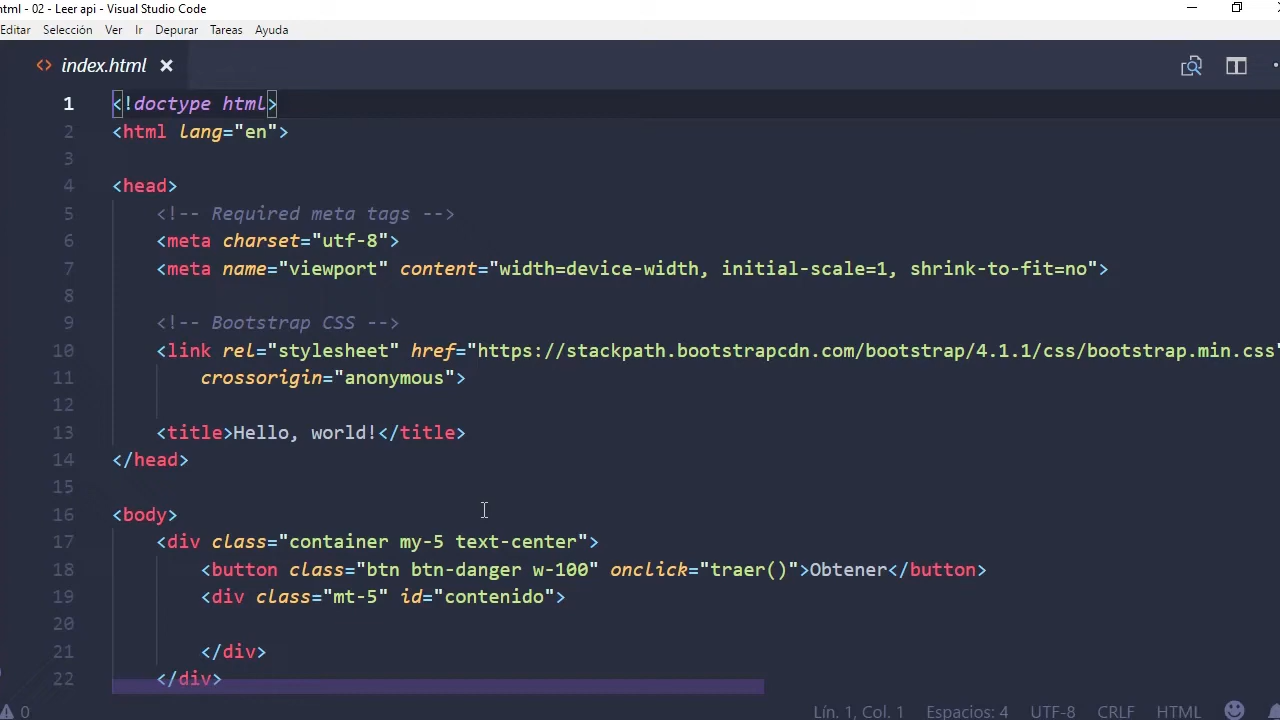 html - 02 - Leer api - Visual Studio Code
Editar Selección Ver Ir Depurar Tareas Ayuda
<> index.html ×
1 <!doctype html>
2 <html lang="en">
3
4 <head>
5 <!-- Required meta tags -->
6 <meta charset="utf-8">
7 <meta name="viewport" content="width=device-width, initial-scale=1, shrink-to-fit=no">
8
9 <!-- Bootstrap CSS -->
10 <link rel="stylesheet" href="https://stackpath.bootstrapcdn.com/bootstrap/4.1.1/css/bootstrap.min.css"
11 crossorigin="anonymous">
12
13 <title>Hello, world!</title>
14 </head>
15
16 <body>
17 <div class="container my-5 text-center">
18 <button class="btn btn-danger w-100" onclick="traer()">Obtener</button>
19 <div class="mt-5" id="contenido">
20
21 </div>
22 </div>
0 Lín. 1, Col. 1 Espacios: 4 UTF-8 CRLF HTML